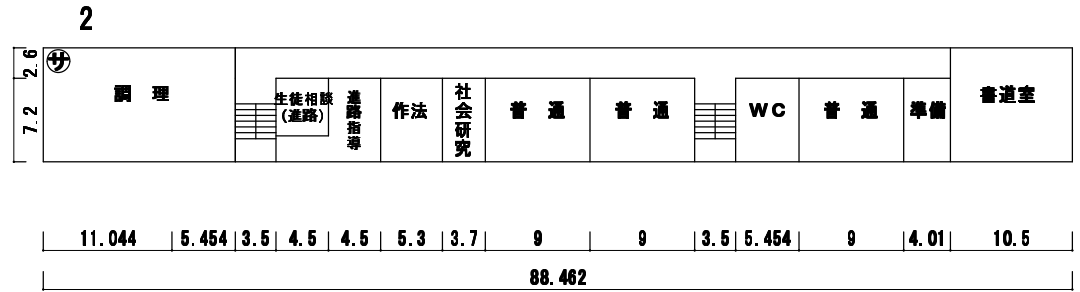 2
サ
調 理
生徒相談
(進路)
進路指導
作法
社会研究
普 通
普 通
WC
普 通
準備
書道室
2.6
7.2
11.044 5.454 3.5 4.5 4.5 5.3 3.7 9 9 3.5 5.454 9 4.01 10.5
88.462